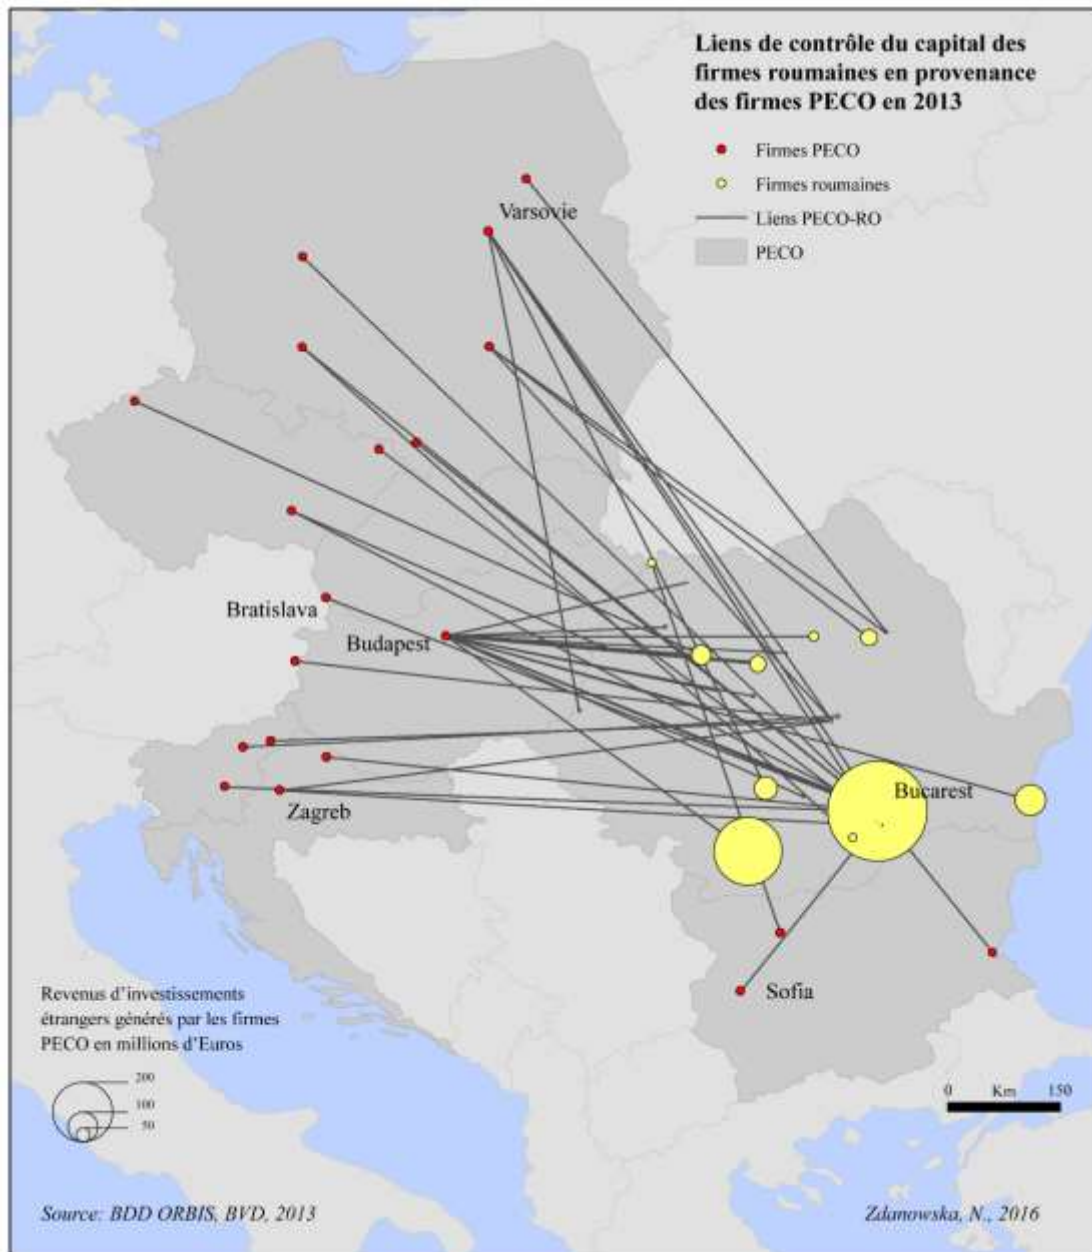 Liens de contrôle du capital des
firmes roumaines en provenance
des firmes PECO en 2013
Firmes PECO
Firmes roumaines
Liens PECO-RO
PECO
Varsovie
Bratislava
Budapest
Zagreb
Bucarest
Sofia
Revenus d'investissements
étrangers générés par les firmes
PECO en millions d'Euros
200
100
50
0 Km 150
Source: BDD ORBIS, BVD, 2013
Zdanowska, N., 2016